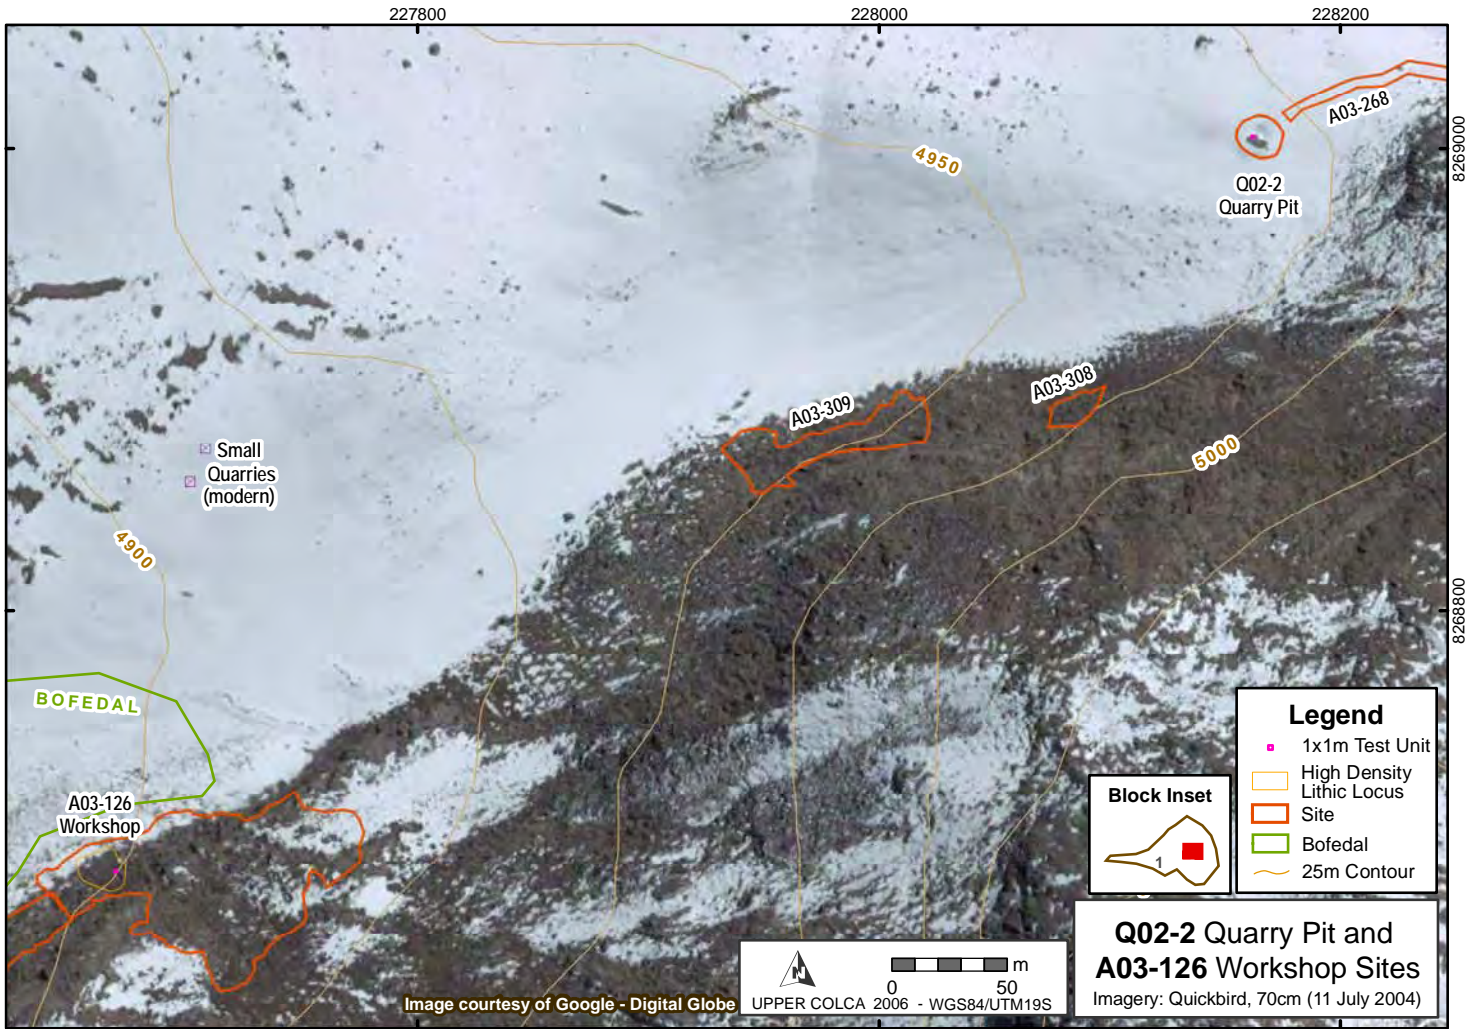 227800
228000
228200
A03-268
8269000
4950
Q02-2
Quarry Pit
A03-308
A03-309
Small
Quarries
(modern)
5000
4900
8268800
BOFEDAL
A03-126
Workshop
Legend
1x1m Test Unit
High Density
Lithic Locus
Site
Bofedal
25m Contour
Block Inset
1
Q02-2 Quarry Pit and
A03-126 Workshop Sites
Imagery: Quickbird, 70cm (11 July 2004)
N
m
0 50
UPPER COLCA 2006 - WGS84/UTM19S
Image courtesy of Google - Digital Globe